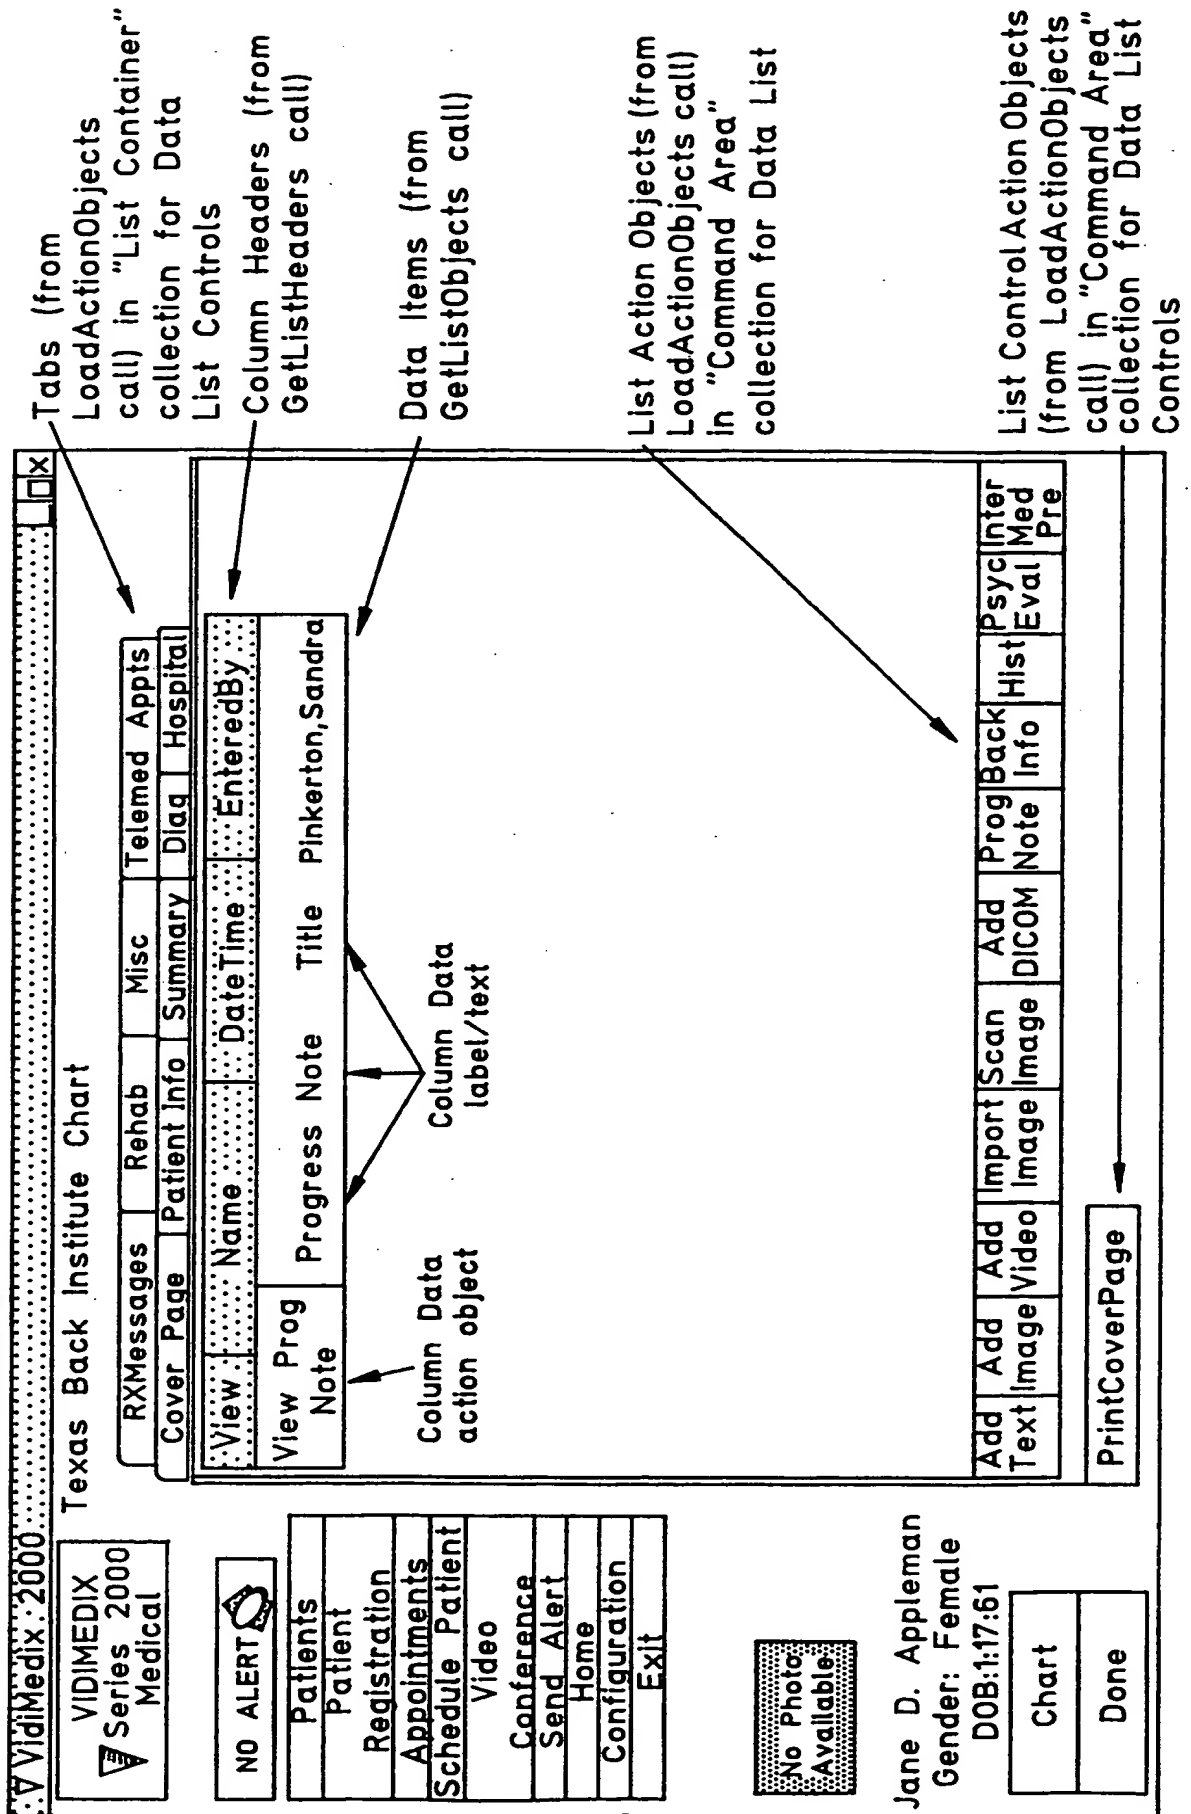 VidiMedix 2000
VIDIMEDIX
Series 2000
Medical
Texas Back Institute Chart
NO ALERT
Patients
Patient
Registration
Appointments
Schedule Patient
Video
Conference
Send Alert
Home
Configuration
Exit
No Photo
Available
Jane D. Appleman
Gender: Female
DOB:1:17:61
Chart
Done
RXMessages Rehab Misc Telemed Appts
Cover Page Patient Info Summary Diag Hospital
View Name DateTime EnteredBy
View Prog
Note
Progress Note Title Pinkerton,Sandra
Column Data
action object
Column Data
label/text
Add
Text
Add
Image
Add
Video
Import
Image
Scan
Image
Add
DICOM
Prog
Note
Back
Info
Hist
Psyc
Eval
Inter
Med
Pre
PrintCoverPage
Tabs (from
LoadActionObjects
call) in "List Container"
collection for Data
List Controls
Column Headers (from
GetListHeaders call)
Data Items (from
GetListObjects call)
List Action Objects (from
LoadActionObjects call)
in "Command Area"
collection for Data List
List Control Action Objects
(from LoadActionObjects
call) in "Command Area"
collection for Data List
Controls